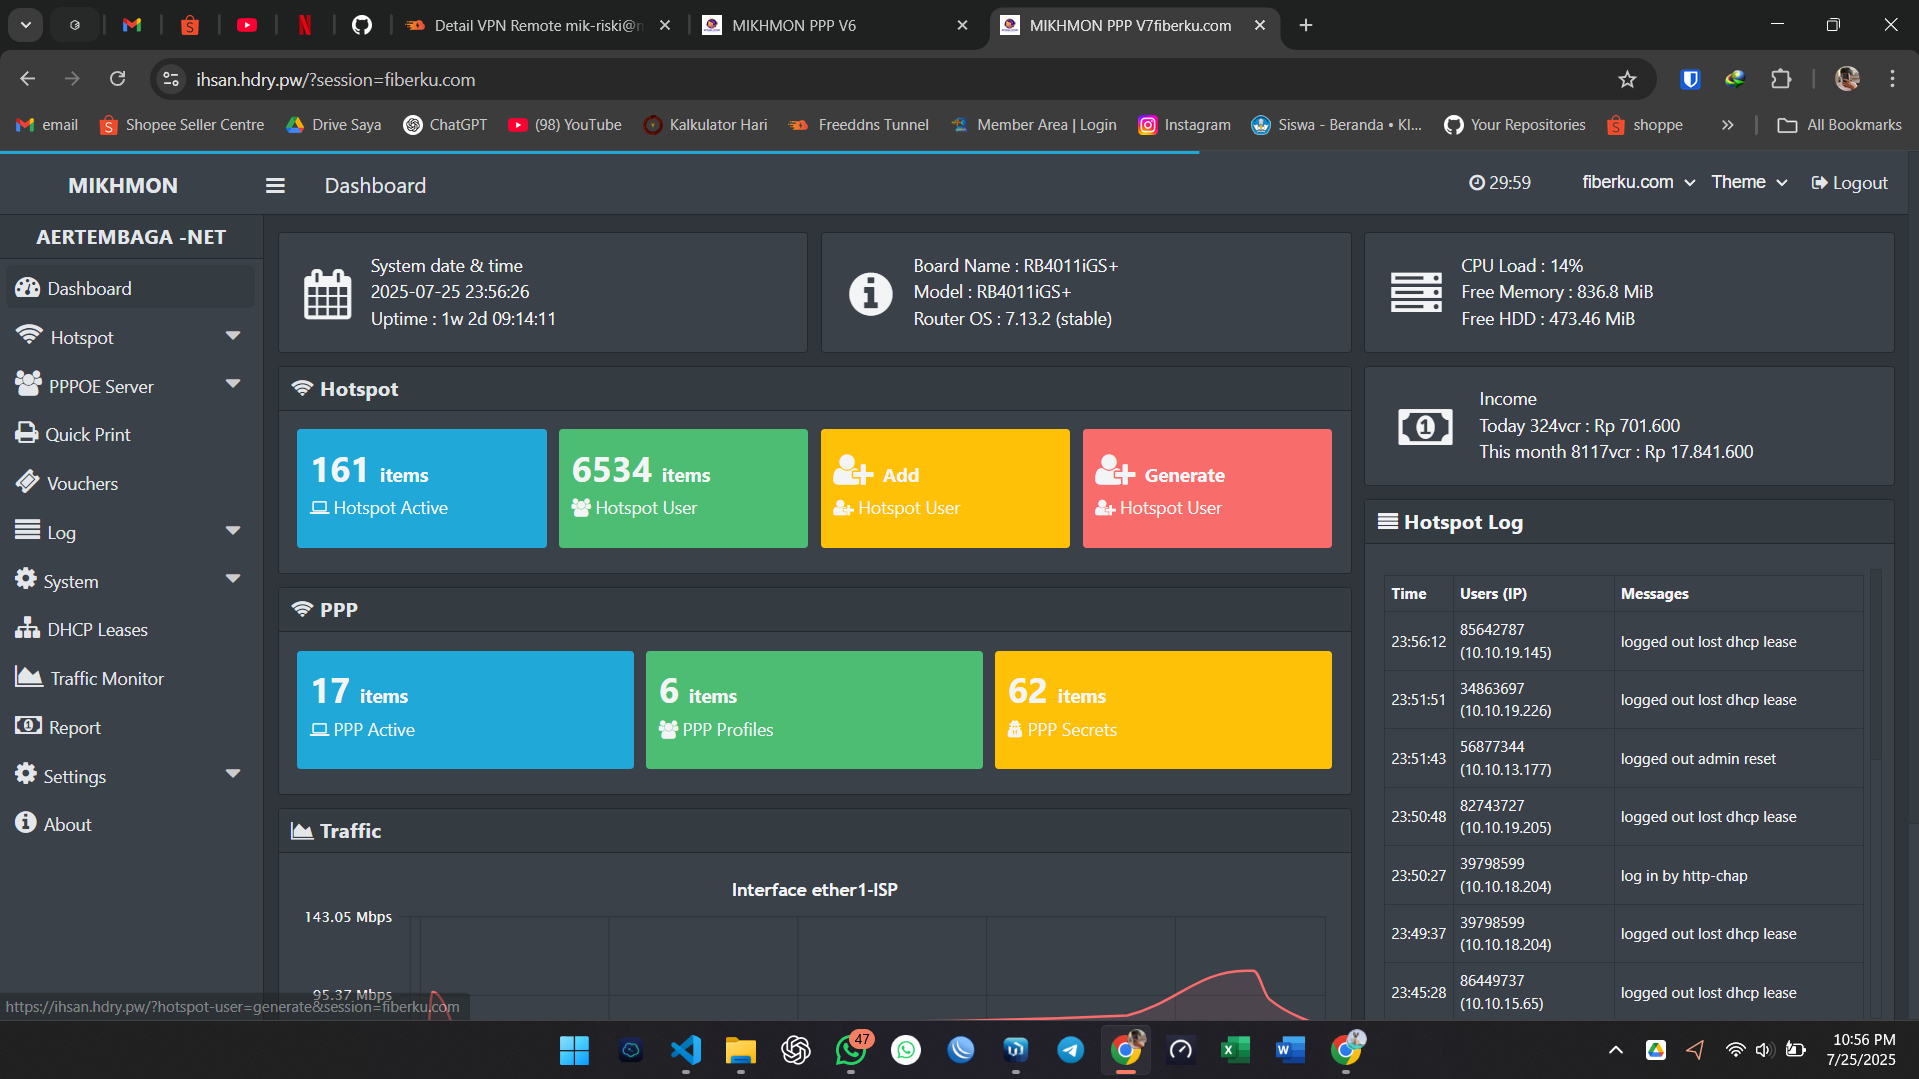 Detail VPN Remote mik-riski@n
MIKHMON PPP V6
MIKHMON PPP V7fiberku.com
ihsan.hdry.pw/?session=fiberku.com
email
Shopee Seller Centre
Drive Saya
ChatGPT
(98) YouTube
Kalkulator Hari
Freeddns Tunnel
Member Area | Login
Instagram
Siswa - Beranda • Kl...
Your Repositories
shoppe
All Bookmarks
MIKHMON
Dashboard
29:59
fiberku.com
Theme
Logout
AERTEMBAGA -NET
Dashboard
Hotspot
PPPOE Server
Quick Print
Vouchers
Log
System
DHCP Leases
Traffic Monitor
Report
Settings
About
System date & time
2025-07-25 23:56:26
Uptime : 1w 2d 09:14:11
Board Name : RB4011iGS+
Model : RB4011iGS+
Router OS : 7.13.2 (stable)
CPU Load : 14%
Free Memory : 836.8 MiB
Free HDD : 473.46 MiB
Hotspot
161 items
Hotspot Active
6534 items
Hotspot User
Add
Hotspot User
Generate
Hotspot User
Income
Today 324vcr : Rp 701.600
This month 8117vcr : Rp 17.841.600
PPP
17 items
PPP Active
6 items
PPP Profiles
62 items
PPP Secrets
Traffic
Interface ether1-ISP
143.05 Mbps
95.37 Mbps
Hotspot Log
Time Users (IP) Messages
23:56:12 85642787 (10.10.19.145) logged out lost dhcp lease
23:51:51 34863697 (10.10.19.226) logged out lost dhcp lease
23:51:43 56877344 (10.10.13.177) logged out admin reset
23:50:48 82743727 (10.10.19.205) logged out lost dhcp lease
23:50:27 39798599 (10.10.18.204) log in by http-chap
23:49:37 39798599 (10.10.18.204) logged out lost dhcp lease
23:45:28 86449737 (10.10.15.65) logged out lost dhcp lease
https://ihsan.hdry.pw/?hotspot-user=generate&session=fiberku.com
47
10:56 PM
7/25/2025